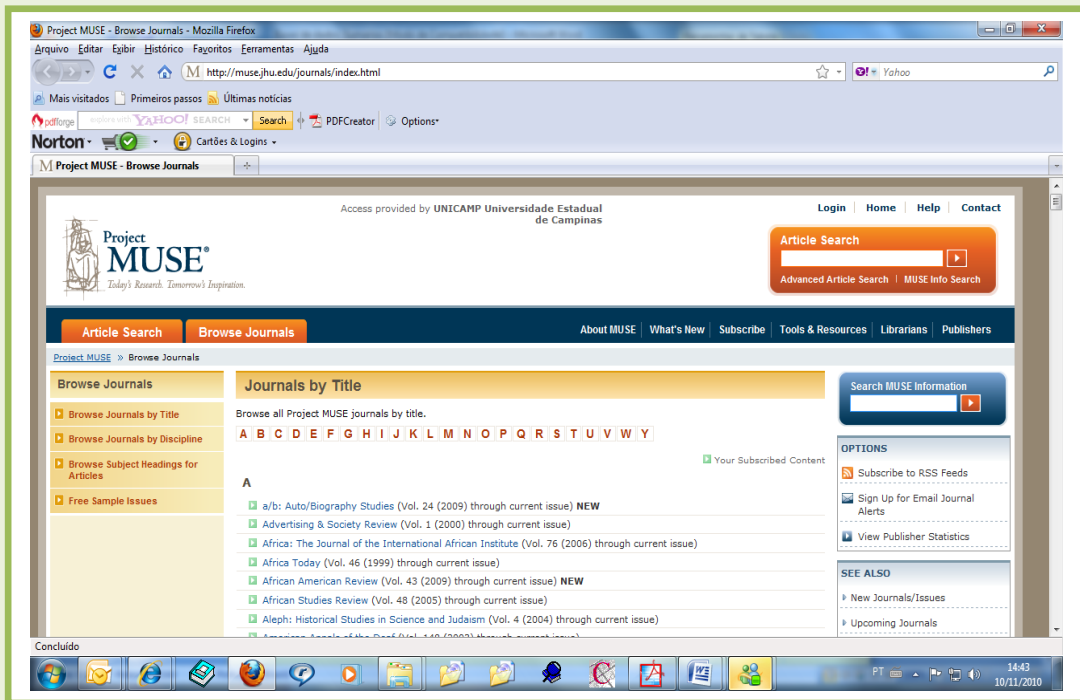 Project MUSE - Browse Journals - Mozilla Firefox
Arquivo Editar Exibir Histórico Favoritos Ferramentas Ajuda
M http://muse.jhu.edu/journals/index.html
Yahoo
Mais visitados Primeiros passos Últimas notícias
pdfforge explore with YAHOO! SEARCH Search PDFCreator Options
Norton Cartões & Logins
M Project MUSE - Browse Journals
Access provided by UNICAMP Universidade Estadual
de Campinas
Login Home Help Contact
Project
MUSE®
Today's Research. Tomorrow's Inspiration.
Article Search
Advanced Article Search | MUSE Info Search
Article Search Browse Journals
About MUSE What's New Subscribe Tools & Resources Librarians Publishers
Project MUSE » Browse Journals
Browse Journals
Browse Journals by Title
Browse Journals by Discipline
Browse Subject Headings for
Articles
Free Sample Issues
Journals by Title
Browse all Project MUSE journals by title.
A B C D E F G H I J K L M N O P Q R S T U V W Y
Your Subscribed Content
A
a/b: Auto/Biography Studies (Vol. 24 (2009) through current issue) NEW
Advertising & Society Review (Vol. 1 (2000) through current issue)
Africa: The Journal of the International African Institute (Vol. 76 (2006) through current issue)
Africa Today (Vol. 46 (1999) through current issue)
African American Review (Vol. 43 (2009) through current issue) NEW
African Studies Review (Vol. 48 (2005) through current issue)
Aleph: Historical Studies in Science and Judaism (Vol. 4 (2004) through current issue)
Search MUSE Information
OPTIONS
Subscribe to RSS Feeds
Sign Up for Email Journal
Alerts
View Publisher Statistics
SEE ALSO
New Journals/Issues
Upcoming Journals
Concluído
PT
14:43
10/11/2010